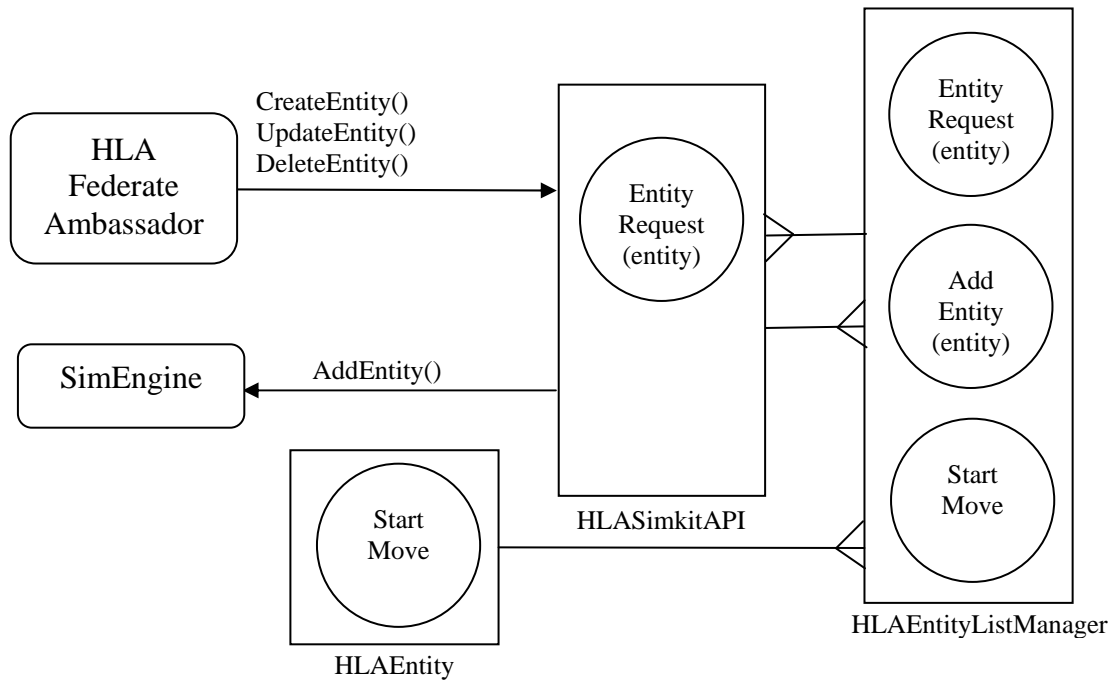 HLA
Federate
Ambassador
CreateEntity()
UpdateEntity()
DeleteEntity()
Entity
Request
(entity)
Entity
Request
(entity)
Add
Entity
(entity)
SimEngine
AddEntity()
Start
Move
HLASimkitAPI
Start
Move
HLAEntityListManager
HLAEntity